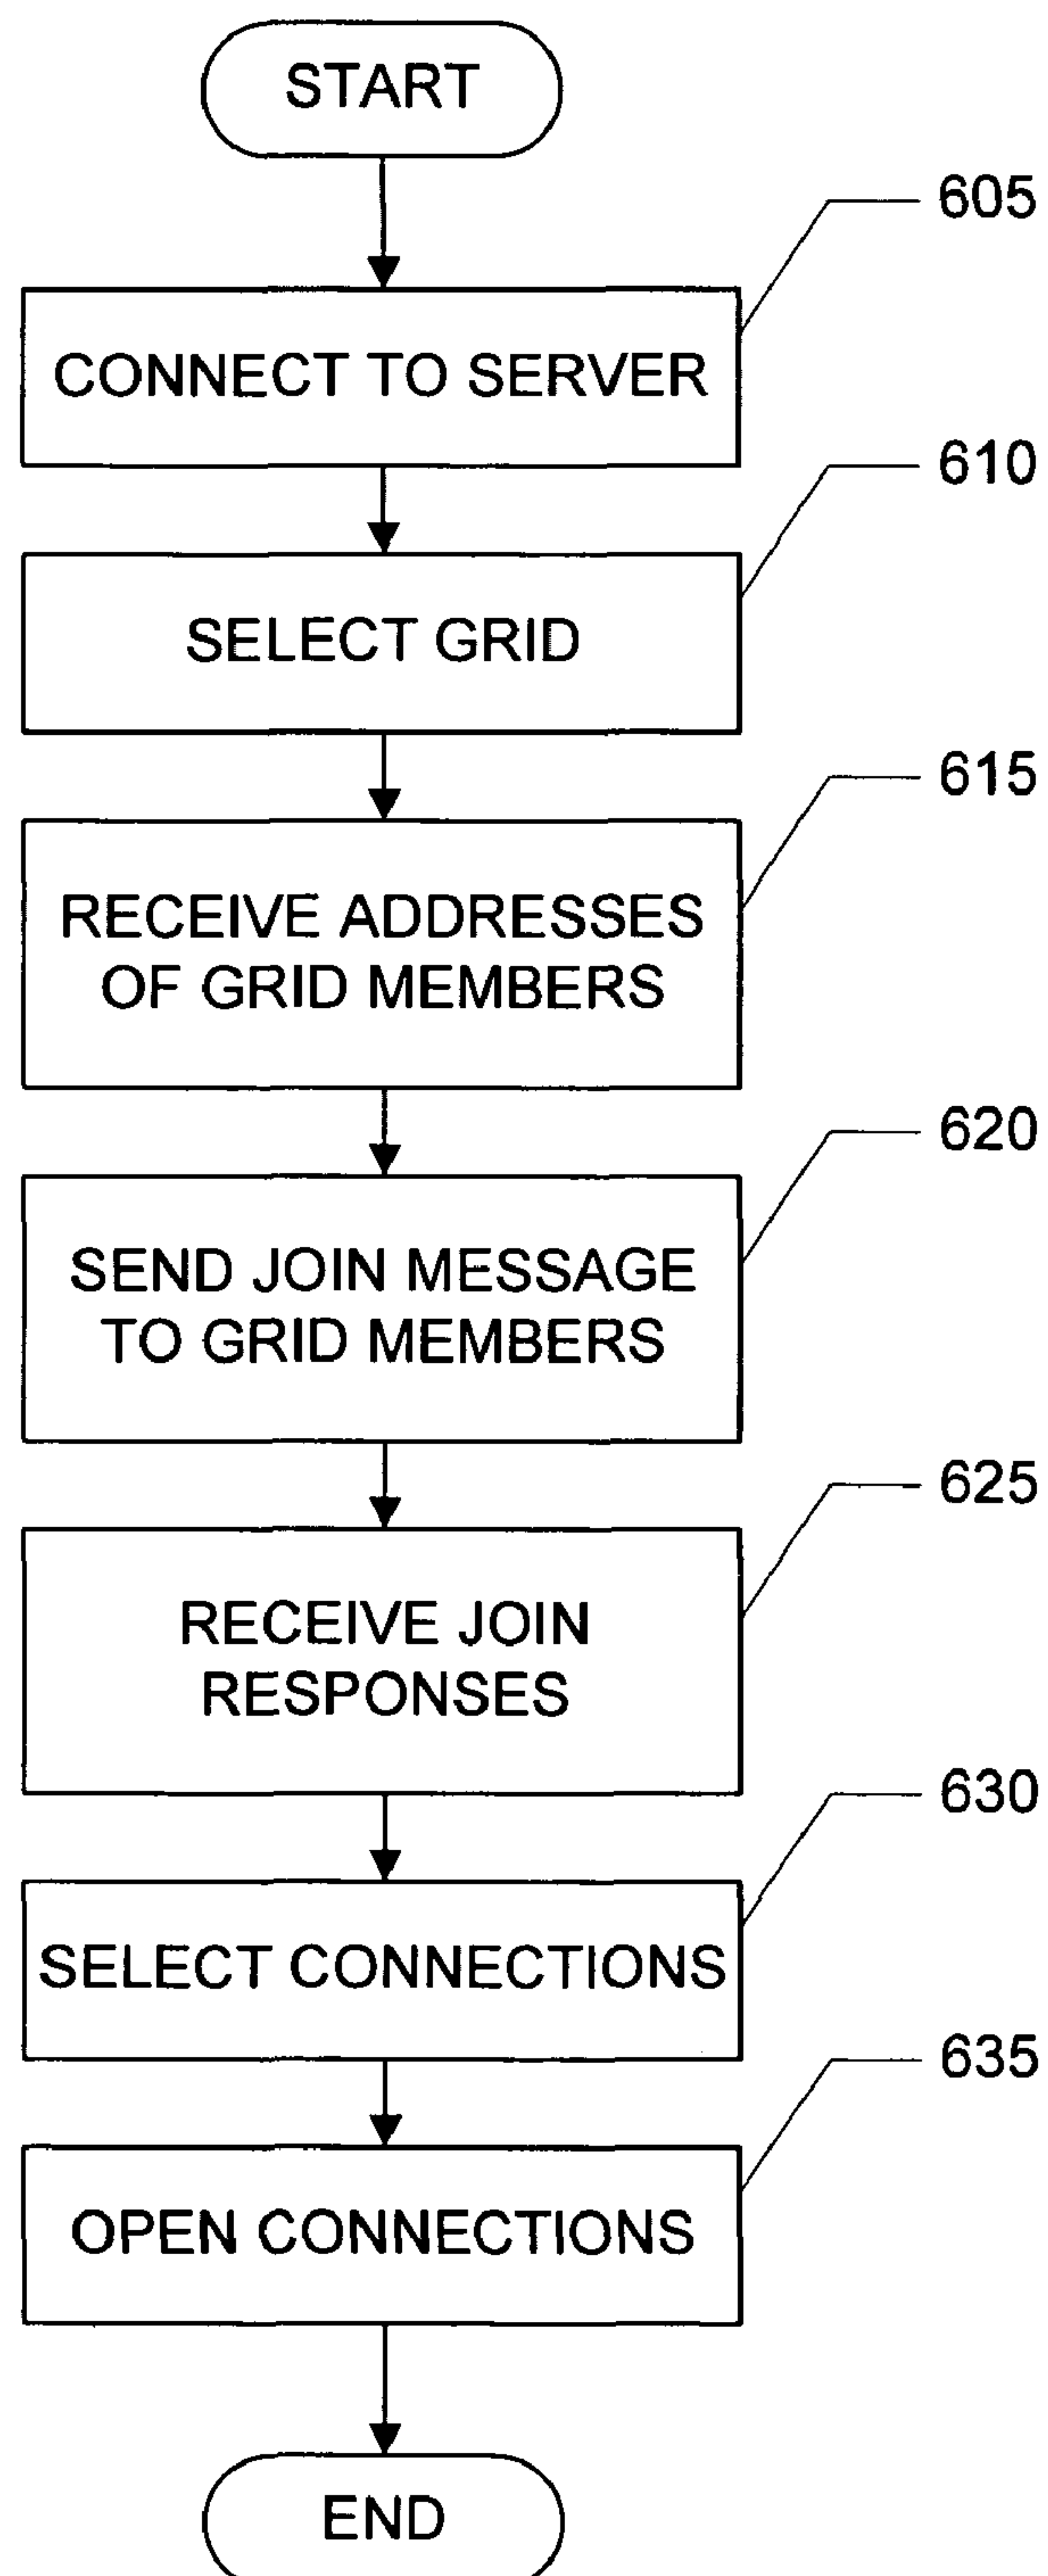 START
605
CONNECT TO SERVER
610
SELECT GRID
615
RECEIVE ADDRESSES
OF GRID MEMBERS
620
SEND JOIN MESSAGE
TO GRID MEMBERS
625
RECEIVE JOIN
RESPONSES
630
SELECT CONNECTIONS
635
OPEN CONNECTIONS
END